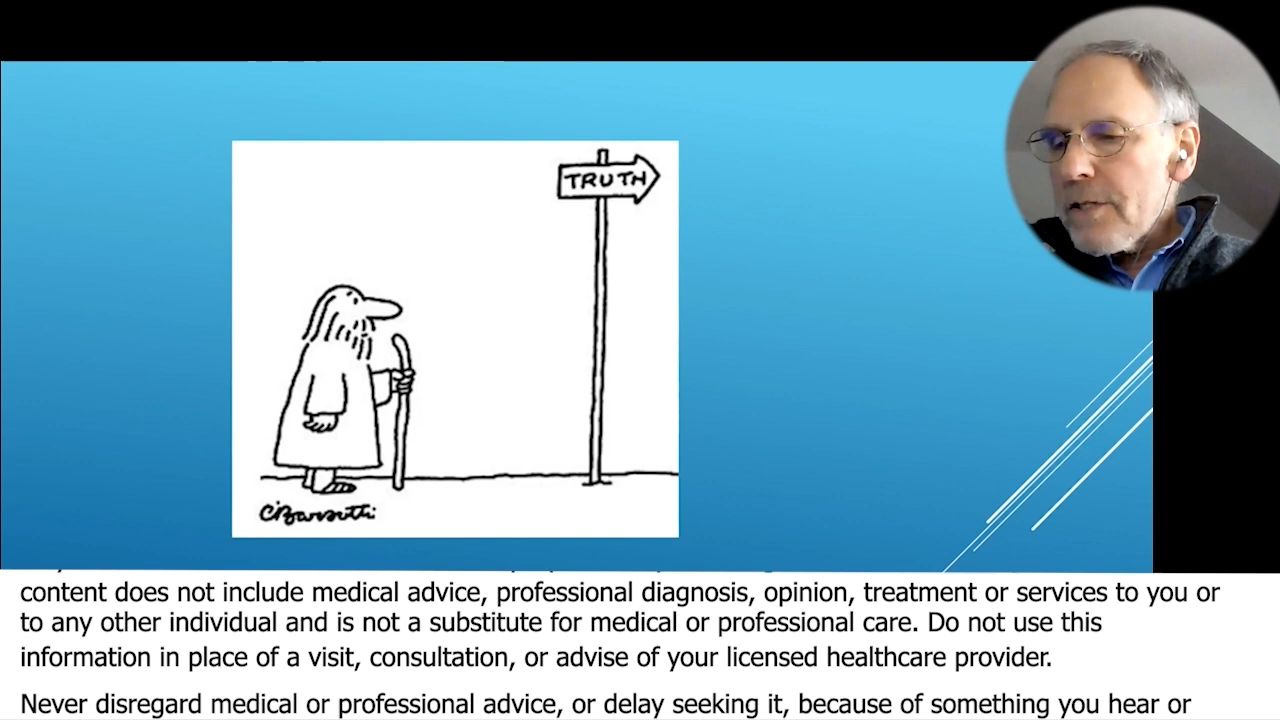 TRUTH
C.Barsotti
content does not include medical advice, professional diagnosis, opinion, treatment or services to you or
to any other individual and is not a substitute for medical or professional care. Do not use this
information in place of a visit, consultation, or advise of your licensed healthcare provider.
Never disregard medical or professional advice, or delay seeking it, because of something you hear or